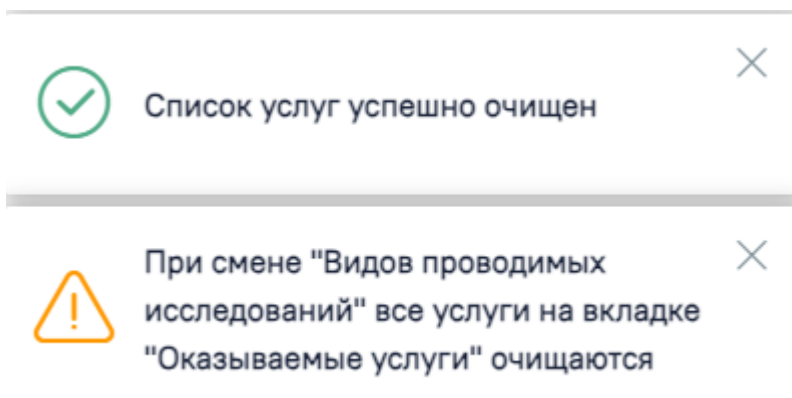 Список услуг успешно очищен
При смене "Видов проводимых
исследований" все услуги на вкладке
"Оказываемые услуги" очищаются